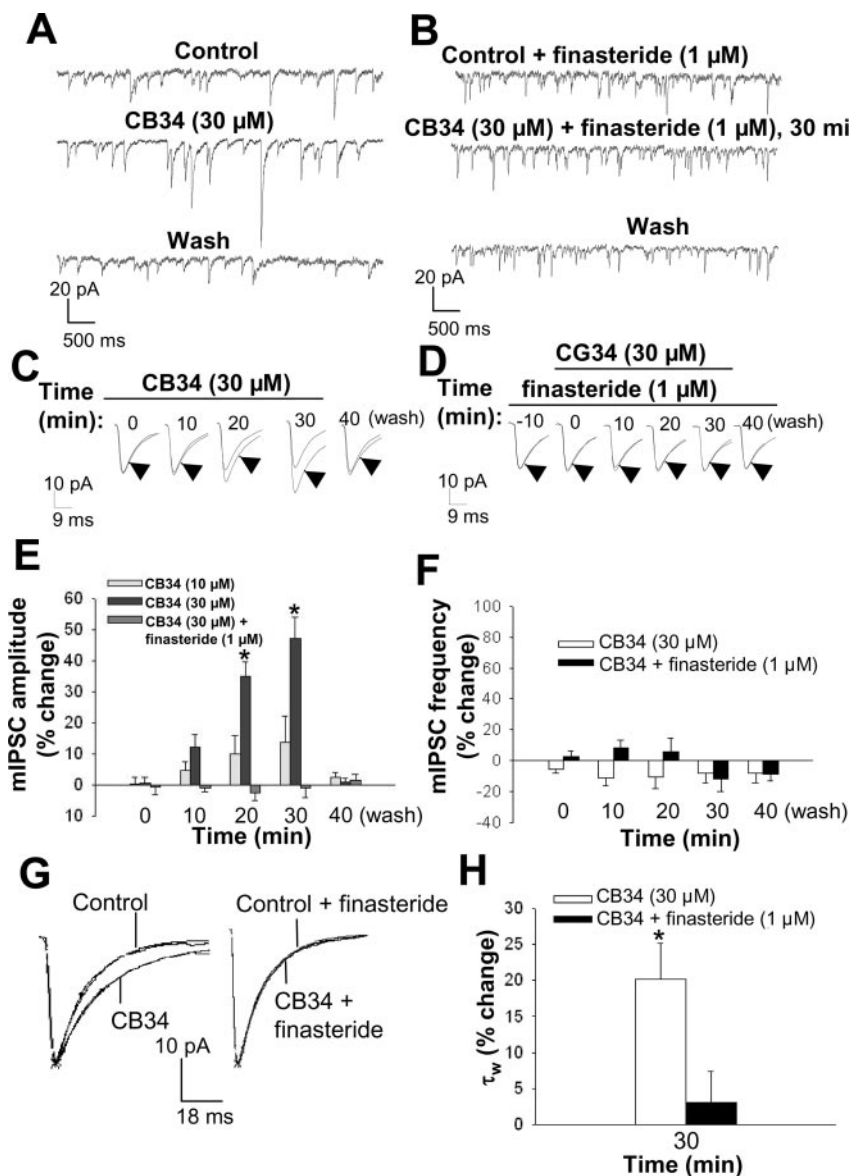 A
Control
CB34 (30 µM)
Wash
20 pA
500 ms
B
Control + finasteride (1 µM)
CB34 (30 µM) + finasteride (1 µM), 30 mi
Wash
20 pA
500 ms
C
CB34 (30 µM)
Time
(min):
0 10 20 30 40 (wash)
10 pA
9 ms
D
CG34 (30 µM)
Time
finasteride (1 µM)
(min):
-10 0 10 20 30 40 (wash)
10 pA
9 ms
E
mIPSC amplitude
(% change)
60
50
40
30
20
10
0
10
CB34 (10 µM)
CB34 (30 µM)
CB34 (30 µM) +
finasteride (1 µM)
* *
0 10 20 30 40 (wash)
Time (min)
F
mIPSC frequency
(% change)
100
80
60
40
20
0
-20
-40
CB34 (30 µM)
CB34 + finasteride (1 µM)
0 10 20 30 40 (wash)
Time (min)
G
Control
CB34
Control + finasteride
CB34 +
finasteride
10 pA
18 ms
H
τw (% change)
30
25
20
15
10
5
0
CB34 (30 µM)
CB34 + finasteride (1 µM)
*
30
Time (min)